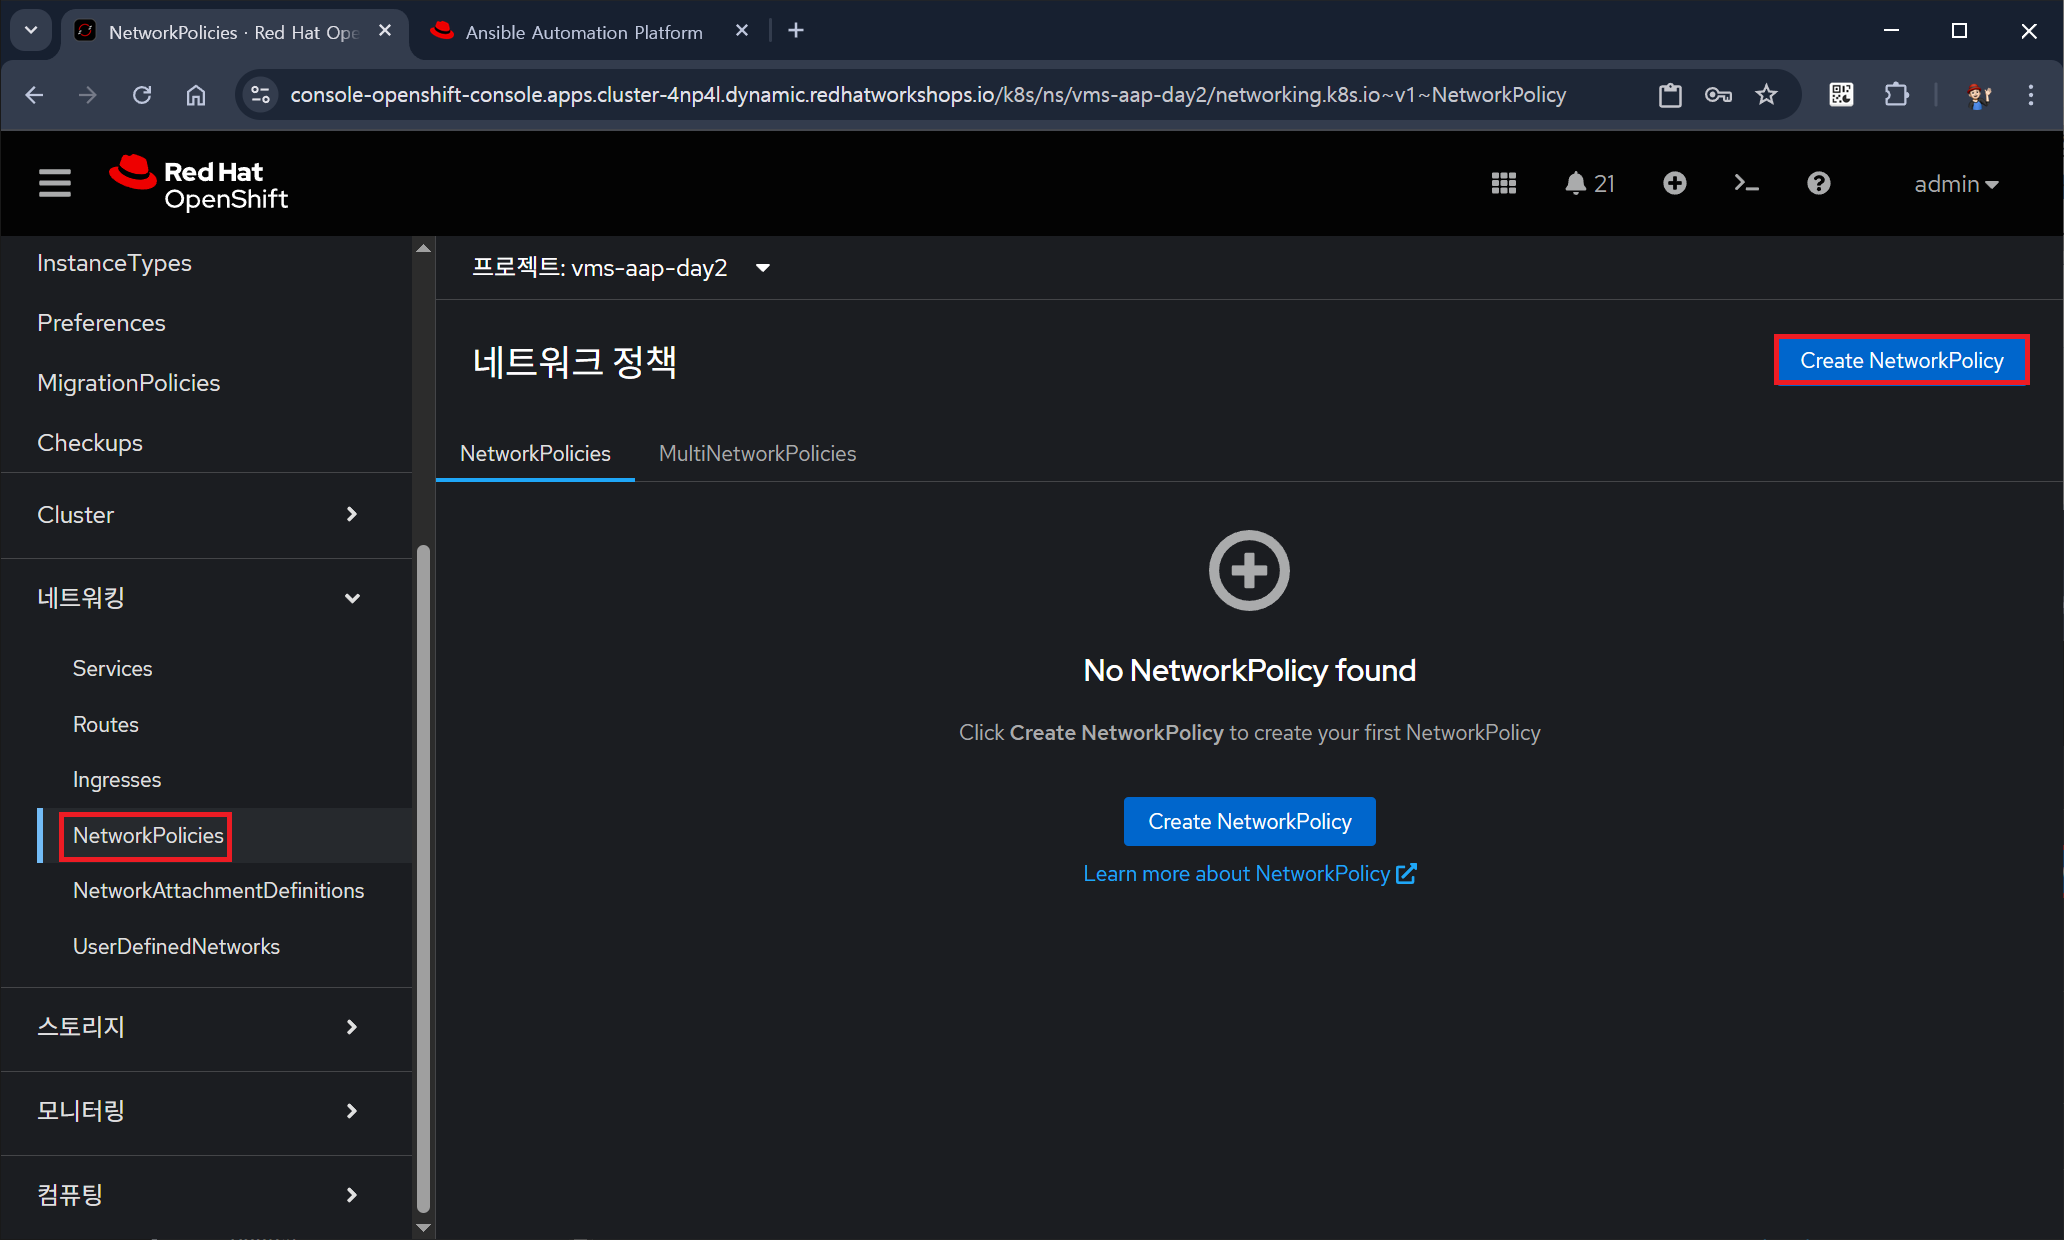 NetworkPolicies · Red Hat Ope
Ansible Automation Platform
console-openshift-console.apps.cluster-4np4l.dynamic.redhatworkshops.io/k8s/ns/vms-aap-day2/networking.k8s.io~v1~NetworkPolicy
Red Hat
OpenShift
21
admin
InstanceTypes
Preferences
MigrationPolicies
Checkups
Cluster
네트워킹
Services
Routes
Ingresses
NetworkPolicies
NetworkAttachmentDefinitions
UserDefinedNetworks
스토리지
모니터링
컴퓨팅
프로젝트: vms-aap-day2
네트워크 정책
Create NetworkPolicy
NetworkPolicies
MultiNetworkPolicies
No NetworkPolicy found
Click Create NetworkPolicy to create your first NetworkPolicy
Create NetworkPolicy
Learn more about NetworkPolicy